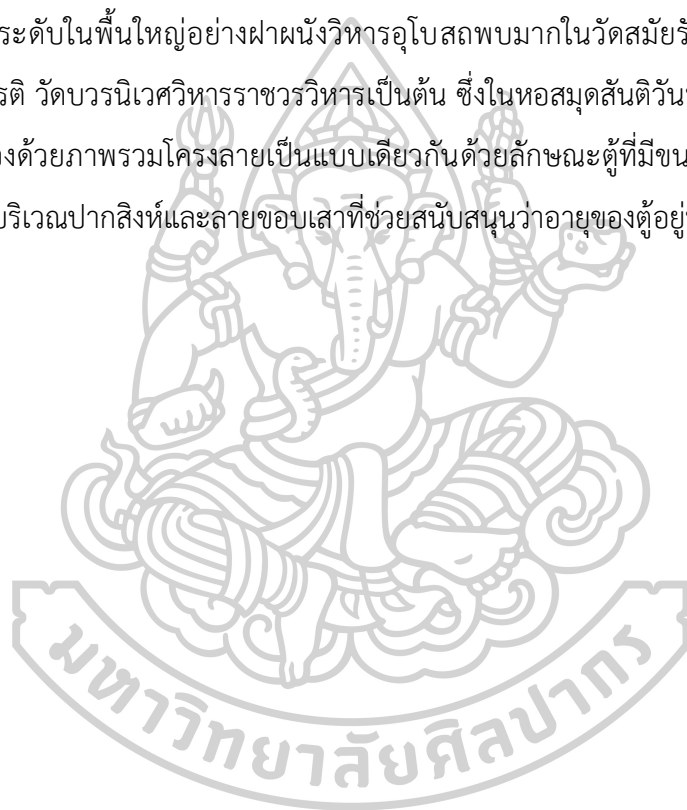 ระดับในพื้นใหญ่อย่างฝาผนังวิหารอุโบสถพบมากในวัดสมัยรั
รติ วัดบวรนิเวศวิหารราชวรวิหารเป็นต้น ซึ่งในหอสมุดสันติวัน
งด้วยภาพรวมโครงลายเป็นแบบเดียวกันด้วยลักษณะตู้ที่มีขน
บริเวณปากสิงห์และลายขอบเสาที่ช่วยสนับสนุนว่าอายุของตู้อยู่
มหาวิทยาลัยศิลปากร